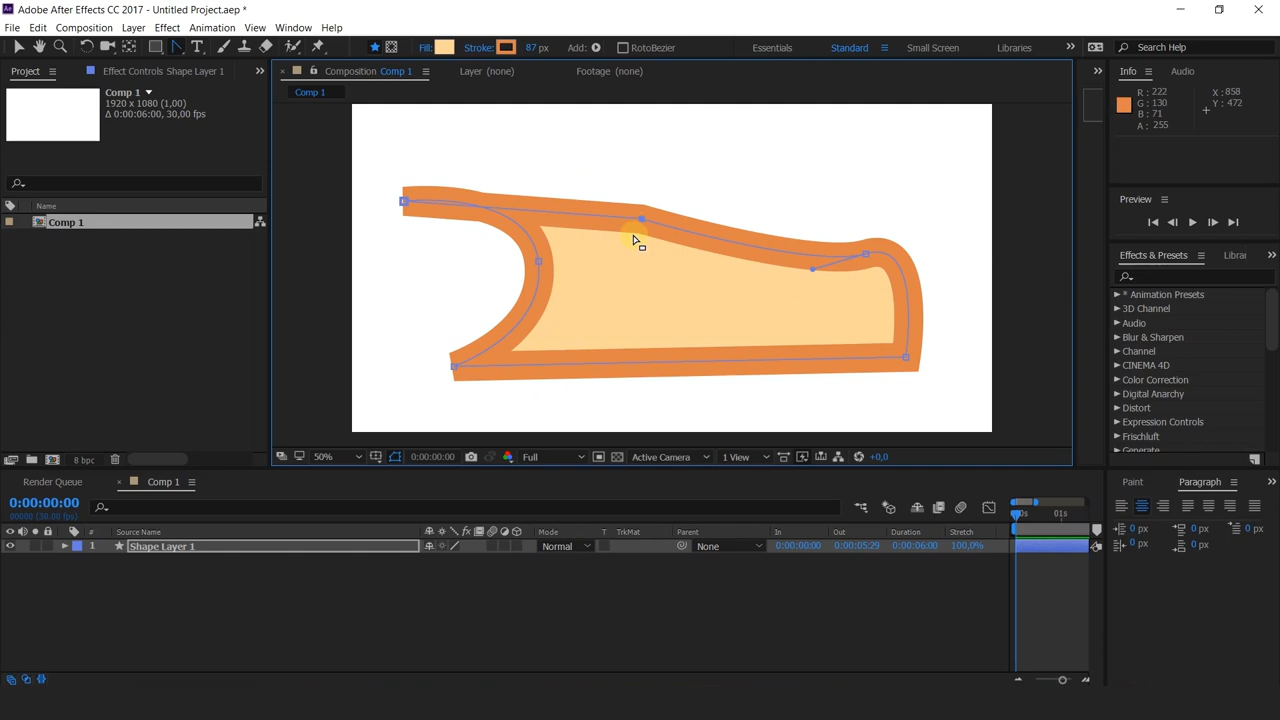 Adobe After Effects CC 2017 - Untitled Project.aep *
File Edit Composition Layer Effect Animation View Window Help
Fill: Stroke: 87 px Add: RotoBezier Essentials Standard Small Screen Libraries Search Help
Project Effect Controls Shape Layer 1
Composition Comp 1
Layer (none)
Footage (none)
Info Audio
Comp 1
Comp 1
1920 x 1080 (1,00)
Δ 0:00:06:00, 30,00 fps
R: 222
G: 130
B: 71
A: 255
X: 858
Y: 472
Preview
Name
Comp 1
Effects & Presets Librai
* Animation Presets
3D Channel
Audio
Blur & Sharpen
Channel
CINEMA 4D
Color Correction
Digital Anarchy
Distort
Expression Controls
Frischluft
Generate
8 bpc
50% 0:00:00:00 Full Active Camera 1 View +0,0
Render Queue Comp 1
Paint Paragraph
0:00:00:00
00000 (30.00 fps)
0s 01s
# Source Name Mode T TrkMat Parent In Out Duration Stretch
1 Shape Layer 1 Normal None 0:00:00:00 0:00:05:29 0:00:06:00 100,0%
0 px 0 px 0 px
0 px 0 px